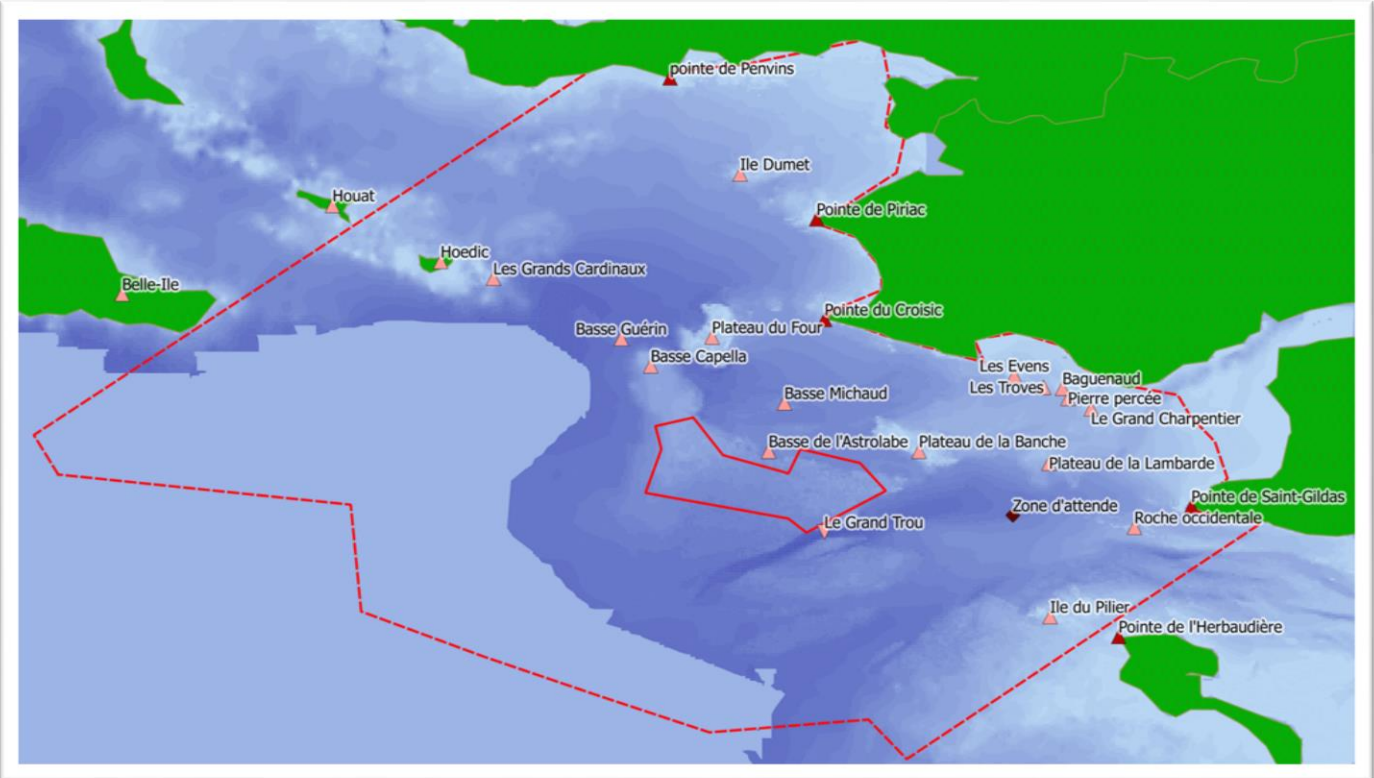 pointe de Penvins
Ile Dumet
Houat
Pointe de Piriac
Hoedic
Les Grands Cardinaux
Belle-Ile
Pointe du Croisic
Basse Guérin
Plateau du Four
Basse Capella
Les Evens
Baguenaud
Les Troves
Basse Michaud
Pierre percée
Le Grand Charpentier
Basse de l'Astrolabe
Plateau de la Banche
Plateau de la Lambarde
Pointe de Saint-Gildas
Zone d'attende
Roche occidentale
Le Grand Trou
Ile du Pilier
Pointe de l'Herbaudière